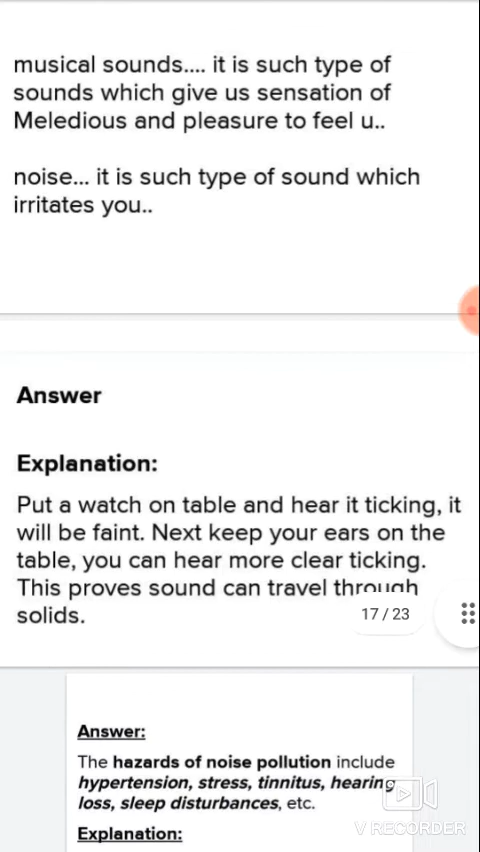 musical sounds.... it is such type of
sounds which give us sensation of
Meledious and pleasure to feel u..
noise... it is such type of sound which
irritates you..
Answer
Explanation:
Put a watch on table and hear it ticking, it
will be faint. Next keep your ears on the
table, you can hear more clear ticking.
This proves sound can travel through
solids.
17 / 23
Answer:
The hazards of noise pollution include
hypertension, stress, tinnitus, hearing
loss, sleep disturbances, etc.
V RECORDER
Explanation: